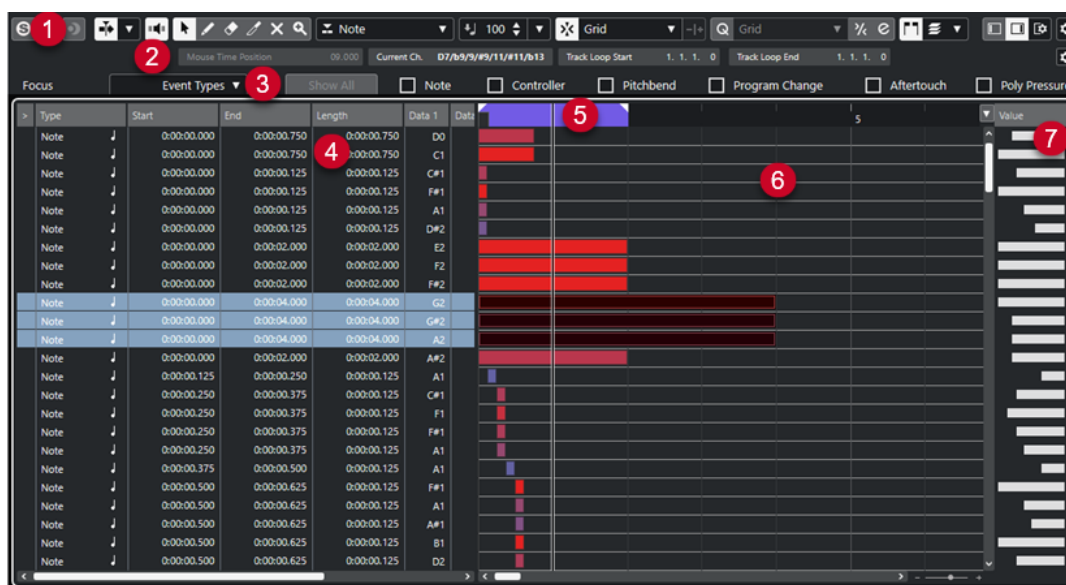 1
100
Note
Grid
Q
Grid
2
Mouse Time Position 09.000 Current Ch. D7/b9/9/#9/11/#11/b13 Track Loop Start 1. 1. 1. 0 Track Loop End 1. 1. 1. 0
Focus Event Types 3 Show All Note Controller Pitchbend Program Change Aftertouch Poly Pressure
> Type Start End Length Data 1 Data 5 5 Value
Note 0:00:00.000 0:00:00.750 0:00:00.750 D0 7
Note 0:00:00.000 0:00:00.750 4 0:00:00.750 C1
Note 0:00:00.000 0:00:00.125 0:00:00.125 C#1
Note 0:00:00.000 0:00:00.125 0:00:00.125 F#1 6
Note 0:00:00.000 0:00:00.125 0:00:00.125 A1
Note 0:00:00.000 0:00:00.125 0:00:00.125 D#2
Note 0:00:00.000 0:00:02.000 0:00:02.000 E2
Note 0:00:00.000 0:00:02.000 0:00:02.000 F2
Note 0:00:00.000 0:00:02.000 0:00:02.000 F#2
Note 0:00:00.000 0:00:04.000 0:00:04.000 G2
Note 0:00:00.000 0:00:04.000 0:00:04.000 G#2
Note 0:00:00.000 0:00:04.000 0:00:04.000 A2
Note 0:00:00.000 0:00:02.000 0:00:02.000 A#2
Note 0:00:00.125 0:00:00.250 0:00:00.125 A1
Note 0:00:00.250 0:00:00.375 0:00:00.125 C#1
Note 0:00:00.250 0:00:00.375 0:00:00.125 F1
Note 0:00:00.250 0:00:00.375 0:00:00.125 F#1
Note 0:00:00.250 0:00:00.375 0:00:00.125 A1
Note 0:00:00.375 0:00:00.500 0:00:00.125 A1
Note 0:00:00.500 0:00:00.625 0:00:00.125 F#1
Note 0:00:00.500 0:00:00.625 0:00:00.125 A1
Note 0:00:00.500 0:00:00.625 0:00:00.125 A#1
Note 0:00:00.500 0:00:00.625 0:00:00.125 B1
Note 0:00:00.500 0:00:00.625 0:00:00.125 D2